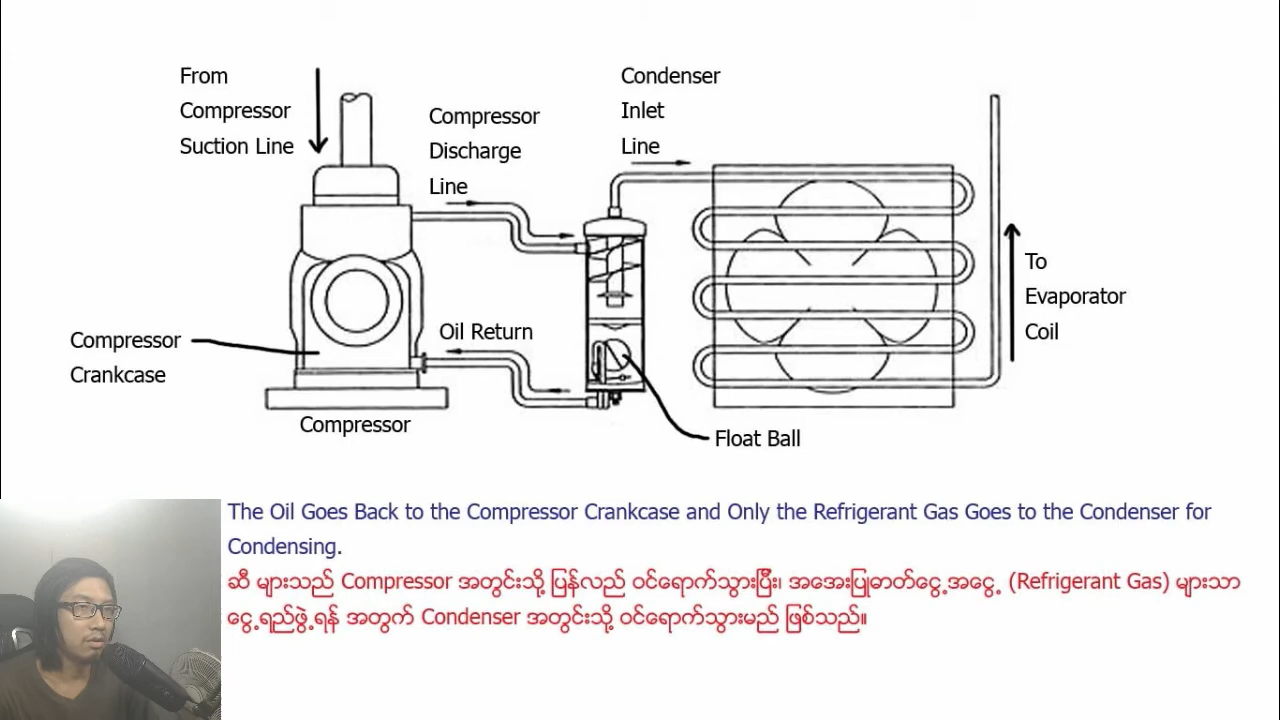 From
Compressor
Suction Line
Compressor
Discharge
Line
Condenser
Inlet
Line
To
Evaporator
Coil
Oil Return
Compressor
Crankcase
Compressor
Float Ball
The Oil Goes Back to the Compressor Crankcase and Only the Refrigerant Gas Goes to the Condenser for
Condensing.
ဆီ များသည် Compressor အတွင်းသို့ ပြန်လည် ဝင်ရောက်သွားပြီး၊ အအေးပြုဓာတ်ငွေ့အငွေ့ (Refrigerant Gas) များသာ
ငွေ့ရည်ဖွဲ့ရန် အတွက် Condenser အတွင်းသို့ ဝင်ရောက်သွားမည် ဖြစ်သည်။